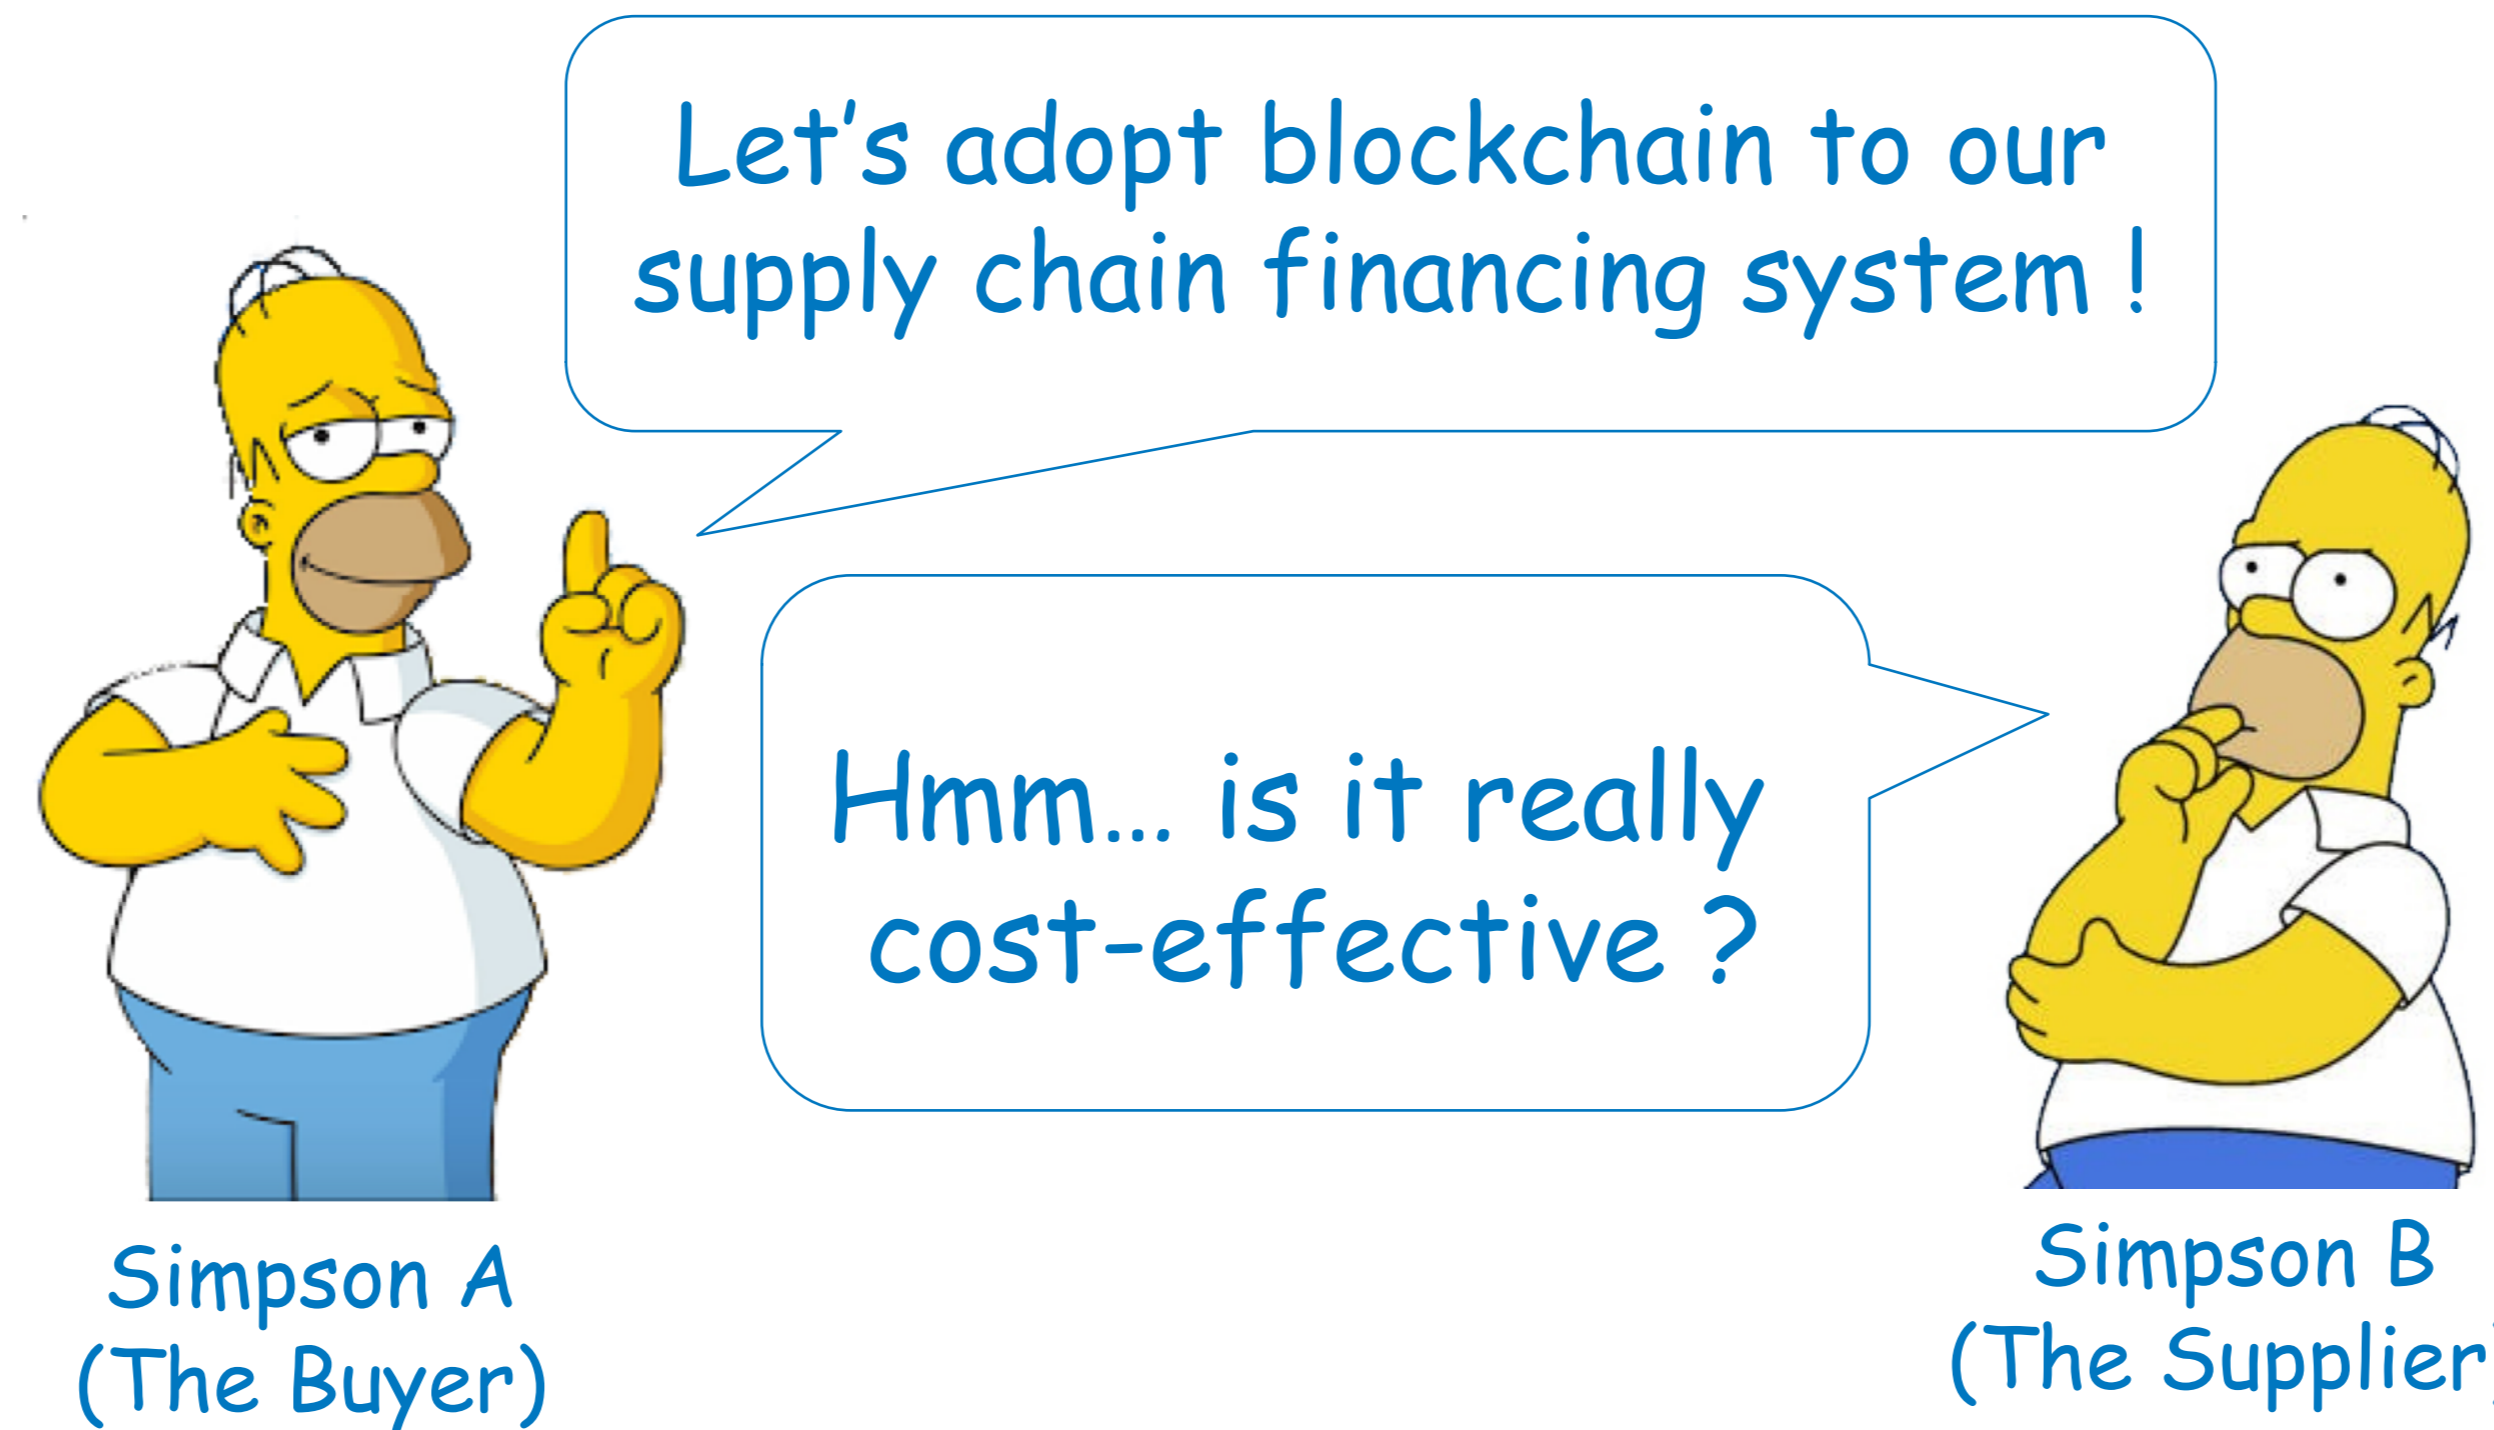 Let's adopt blockchain to our
supply chain financing system !
Hmm... is it really
cost-effective ?
Simpson A
(The Buyer)
Simpson B
(The Supplier)